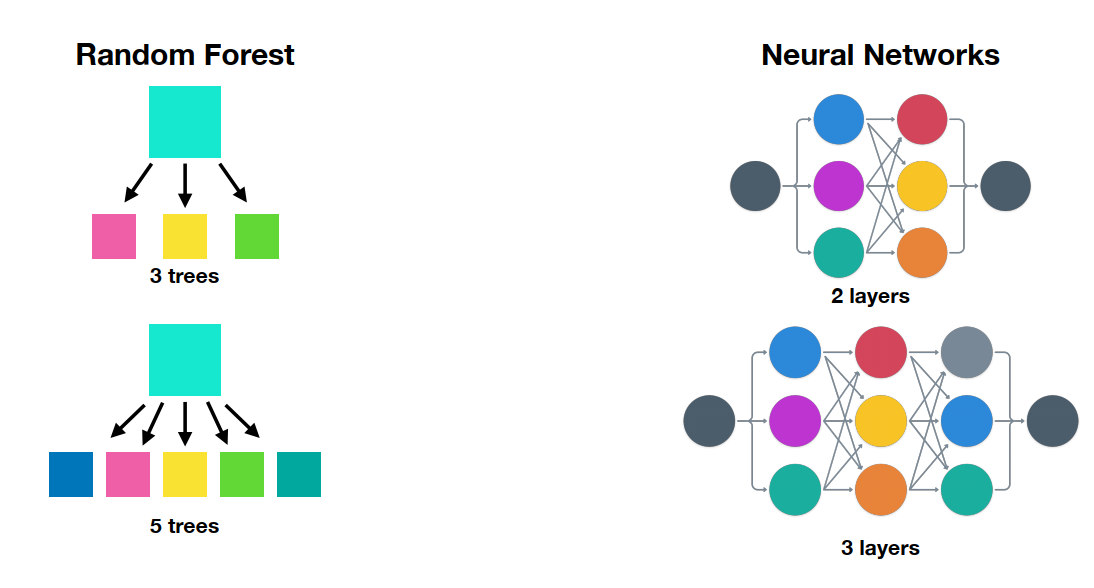 Random Forest
3 trees
5 trees
Neural Networks
2 layers
3 layers